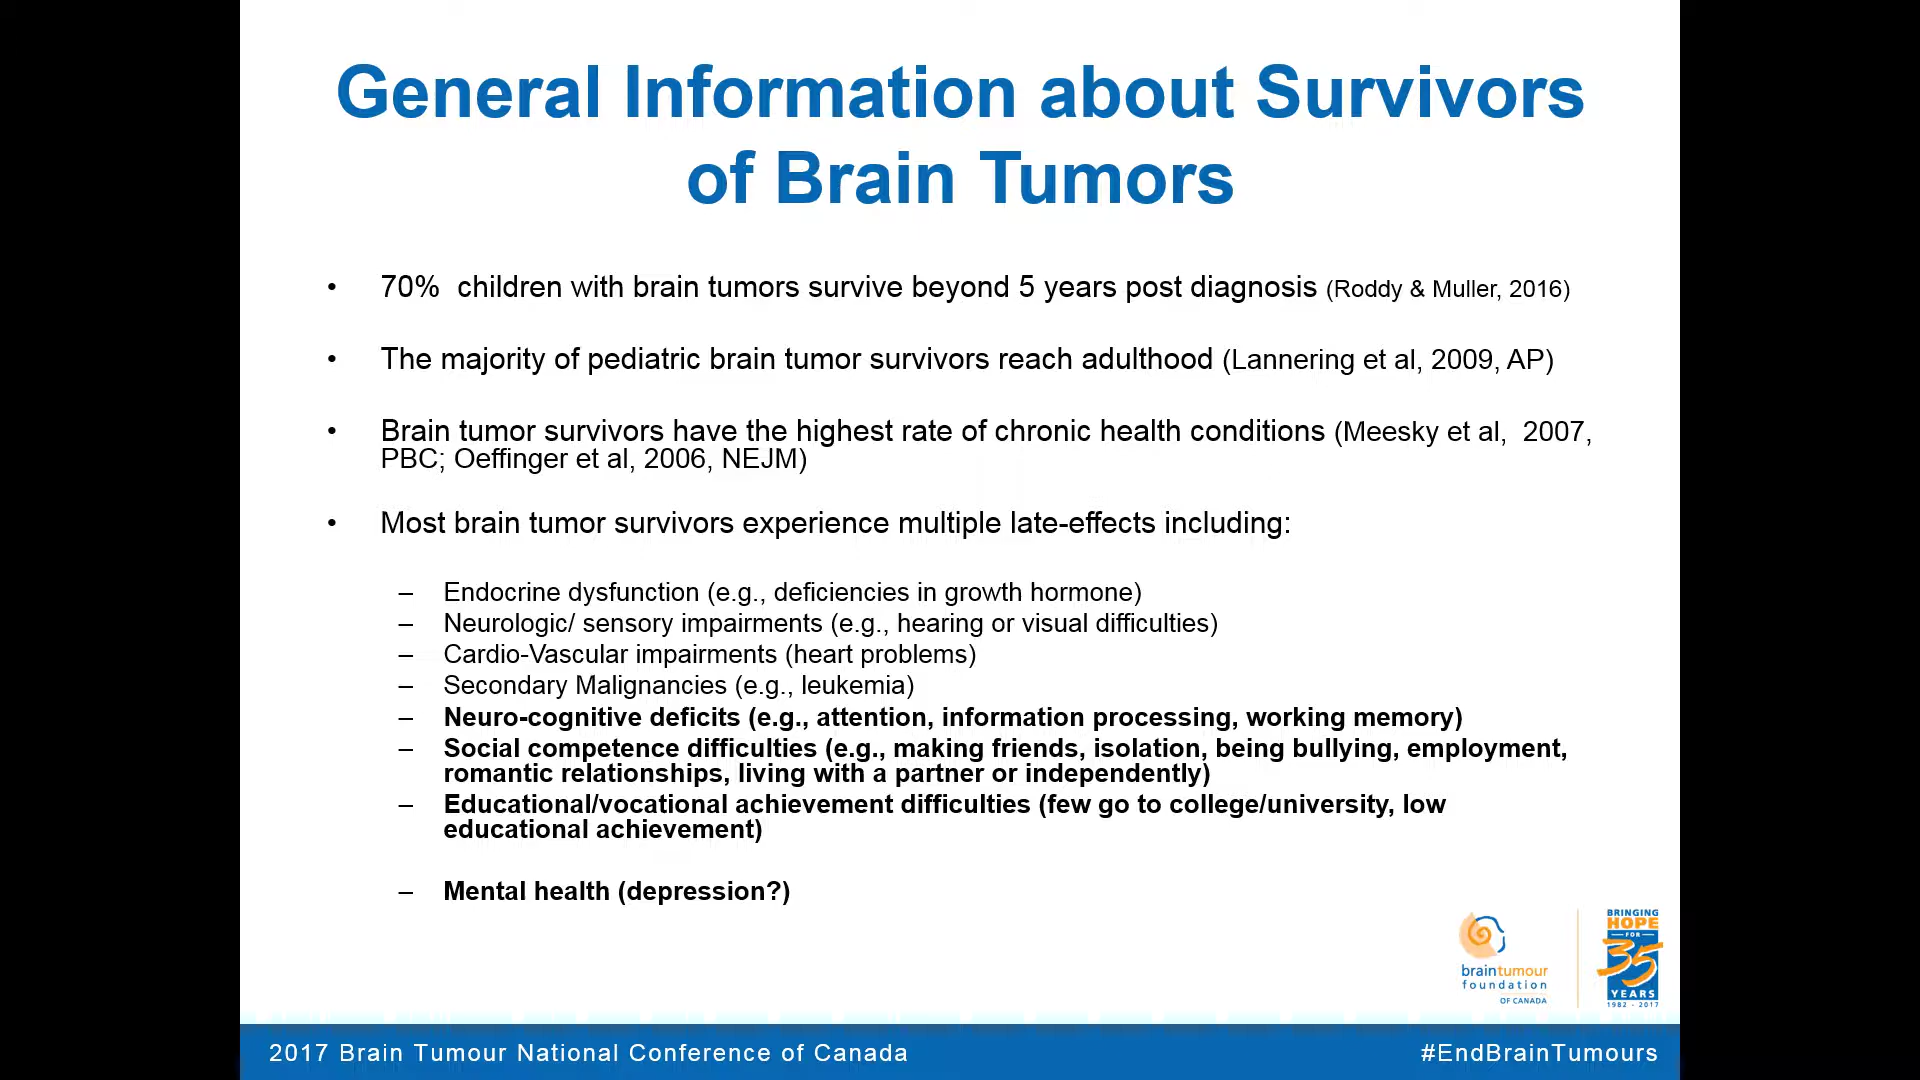 General Information about Survivors
of Brain Tumors
• 70%  children with brain tumors survive beyond 5 years post diagnosis (Roddy & Muller, 2016)
• The majority of pediatric brain tumor survivors reach adulthood (Lannering et al, 2009, AP)
• Brain tumor survivors have the highest rate of chronic health conditions (Meesky et al,  2007,
PBC; Oeffinger et al, 2006, NEJM)
• Most brain tumor survivors experience multiple late-effects including:
– Endocrine dysfunction (e.g., deficiencies in growth hormone)
– Neurologic/ sensory impairments (e.g., hearing or visual difficulties)
– Cardio-Vascular impairments (heart problems)
– Secondary Malignancies (e.g., leukemia)
– Neuro-cognitive deficits (e.g., attention, information processing, working memory)
– Social competence difficulties (e.g., making friends, isolation, being bullying, employment,
romantic relationships, living with a partner or independently)
– Educational/vocational achievement difficulties (few go to college/university, low
educational achievement)
– Mental health (depression?)
braintumour
foundation
OF CANADA
BRINGING
HOPE
FOR
35
YEARS
1982 - 2017
2017 Brain Tumour National Conference of Canada
#EndBrainTumours